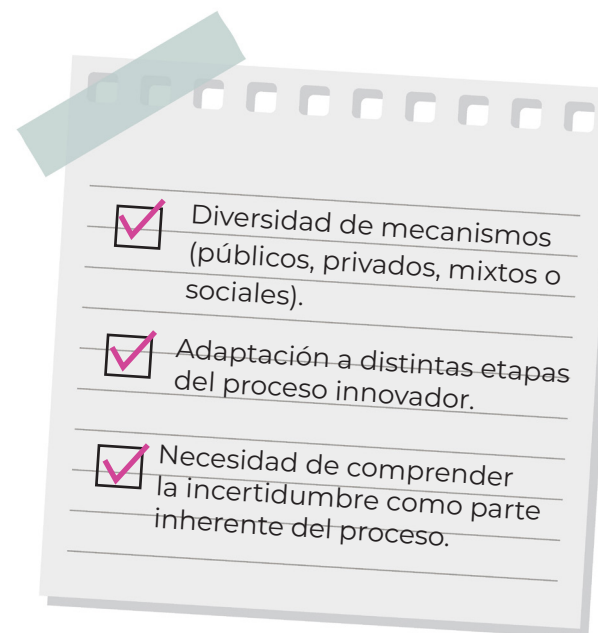 Diversidad de mecanismos
(públicos, privados, mixtos o
sociales).
Adaptación a distintas etapas
del proceso innovador.
Necesidad de comprender
la incertidumbre como parte
inherente del proceso.